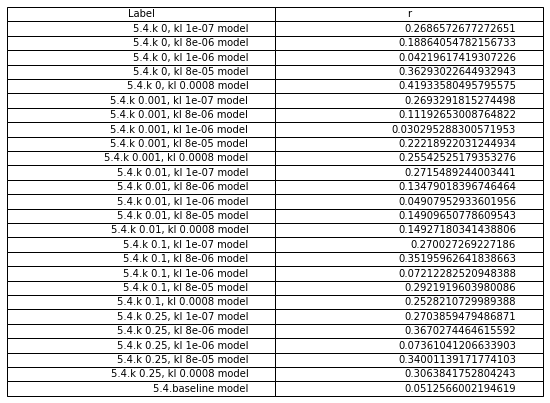 Label r
5.4.k 0, kl 1e-07 model 0.2686572677272651
5.4.k 0, kl 8e-06 model 0.18864054782156733
5.4.k 0, kl 1e-06 model 0.04219617419307226
5.4.k 0, kl 8e-05 model 0.36293022644932943
5.4.k 0, kl 0.0008 model 0.41933580495795575
5.4.k 0.001, kl 1e-07 model 0.2693291815274498
5.4.k 0.001, kl 8e-06 model 0.11192653008764822
5.4.k 0.001, kl 1e-06 model 0.030295288300571953
5.4.k 0.001, kl 8e-05 model 0.22218922031244934
5.4.k 0.001, kl 0.0008 model 0.25542525179353276
5.4.k 0.01, kl 1e-07 model 0.2715489244003441
5.4.k 0.01, kl 8e-06 model 0.13479018396746464
5.4.k 0.01, kl 1e-06 model 0.04907952933601956
5.4.k 0.01, kl 8e-05 model 0.14909650778609543
5.4.k 0.01, kl 0.0008 model 0.14927180341438806
5.4.k 0.1, kl 1e-07 model 0.270027269227186
5.4.k 0.1, kl 8e-06 model 0.35195962641838663
5.4.k 0.1, kl 1e-06 model 0.07212282520948388
5.4.k 0.1, kl 8e-05 model 0.2921919603980086
5.4.k 0.1, kl 0.0008 model 0.2528210729989388
5.4.k 0.25, kl 1e-07 model 0.2703859479486871
5.4.k 0.25, kl 8e-06 model 0.3670274464615592
5.4.k 0.25, kl 1e-06 model 0.07361041206633903
5.4.k 0.25, kl 8e-05 model 0.34001139171774103
5.4.k 0.25, kl 0.0008 model 0.3063841752804243
5.4.baseline model 0.0512566002194619